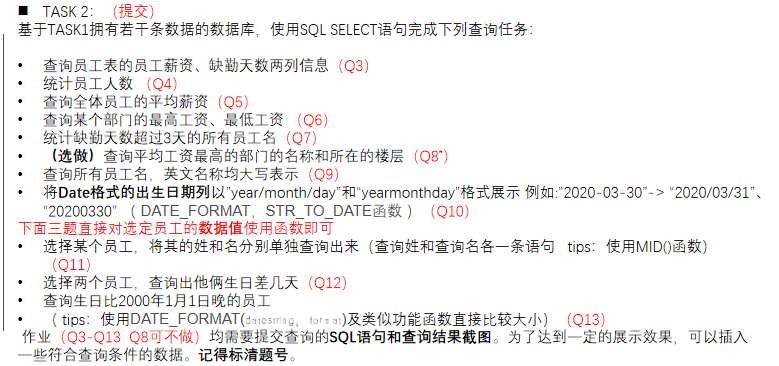 ■ TASK 2：（提交）
基于TASK1拥有若干条数据的数据库，使用SQL SELECT语句完成下列查询任务：
• 查询员工表的员工薪资、缺勤天数两列信息（Q3）
• 统计员工人数（Q4）
• 查询全体员工的平均薪资（Q5）
• 查询某个部门的最高工资、最低工资（Q6）
• 统计缺勤天数超过3天的所有员工名（Q7）
• （选做）查询平均工资最高的部门的名称和所在的楼层（Q8*）
• 查询所有员工名，英文名称均大写表示（Q9）
• 将Date格式的出生日期列以"year/month/day"和“yearmonthday"格式展示 例如:"2020-03-30"-> “2020/03/31”、
“20200330” （ DATE_FORMAT，STR_TO_DATE函数 ）（Q10）
下面三题直接对选定员工的数据值使用函数即可
• 选择某个员工，将其的姓和名分别单独查询出来（查询姓和查询名各一条语句 tips：使用MID()函数）
（Q11）
• 选择两个员工，查询出他俩生日差几天（Q12）
• 查询生日比2000年1月1日晚的员工
• （ tips：使用DATE_FORMAT(datestring，format)及类似功能函数直接比较大小）（Q13）
作业（Q3-Q13 Q8可不做）均需要提交查询的SQL语句和查询结果截图。为了达到一定的展示效果，可以插入
一些符合查询条件的数据。记得标清题号。